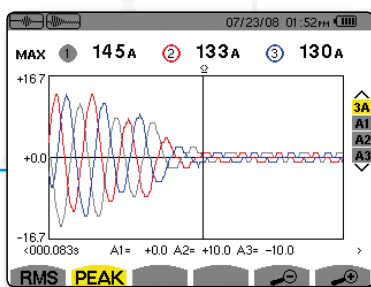 07/23/08 01:52PM
MAX 1 145A 2 133A 3 130A
+16.7
3A
A1
+0.0
A2
A3
-16.7
<000.083s A1= +0.0 A2= +10.0 A3= -10.0 >
RMS PEAK